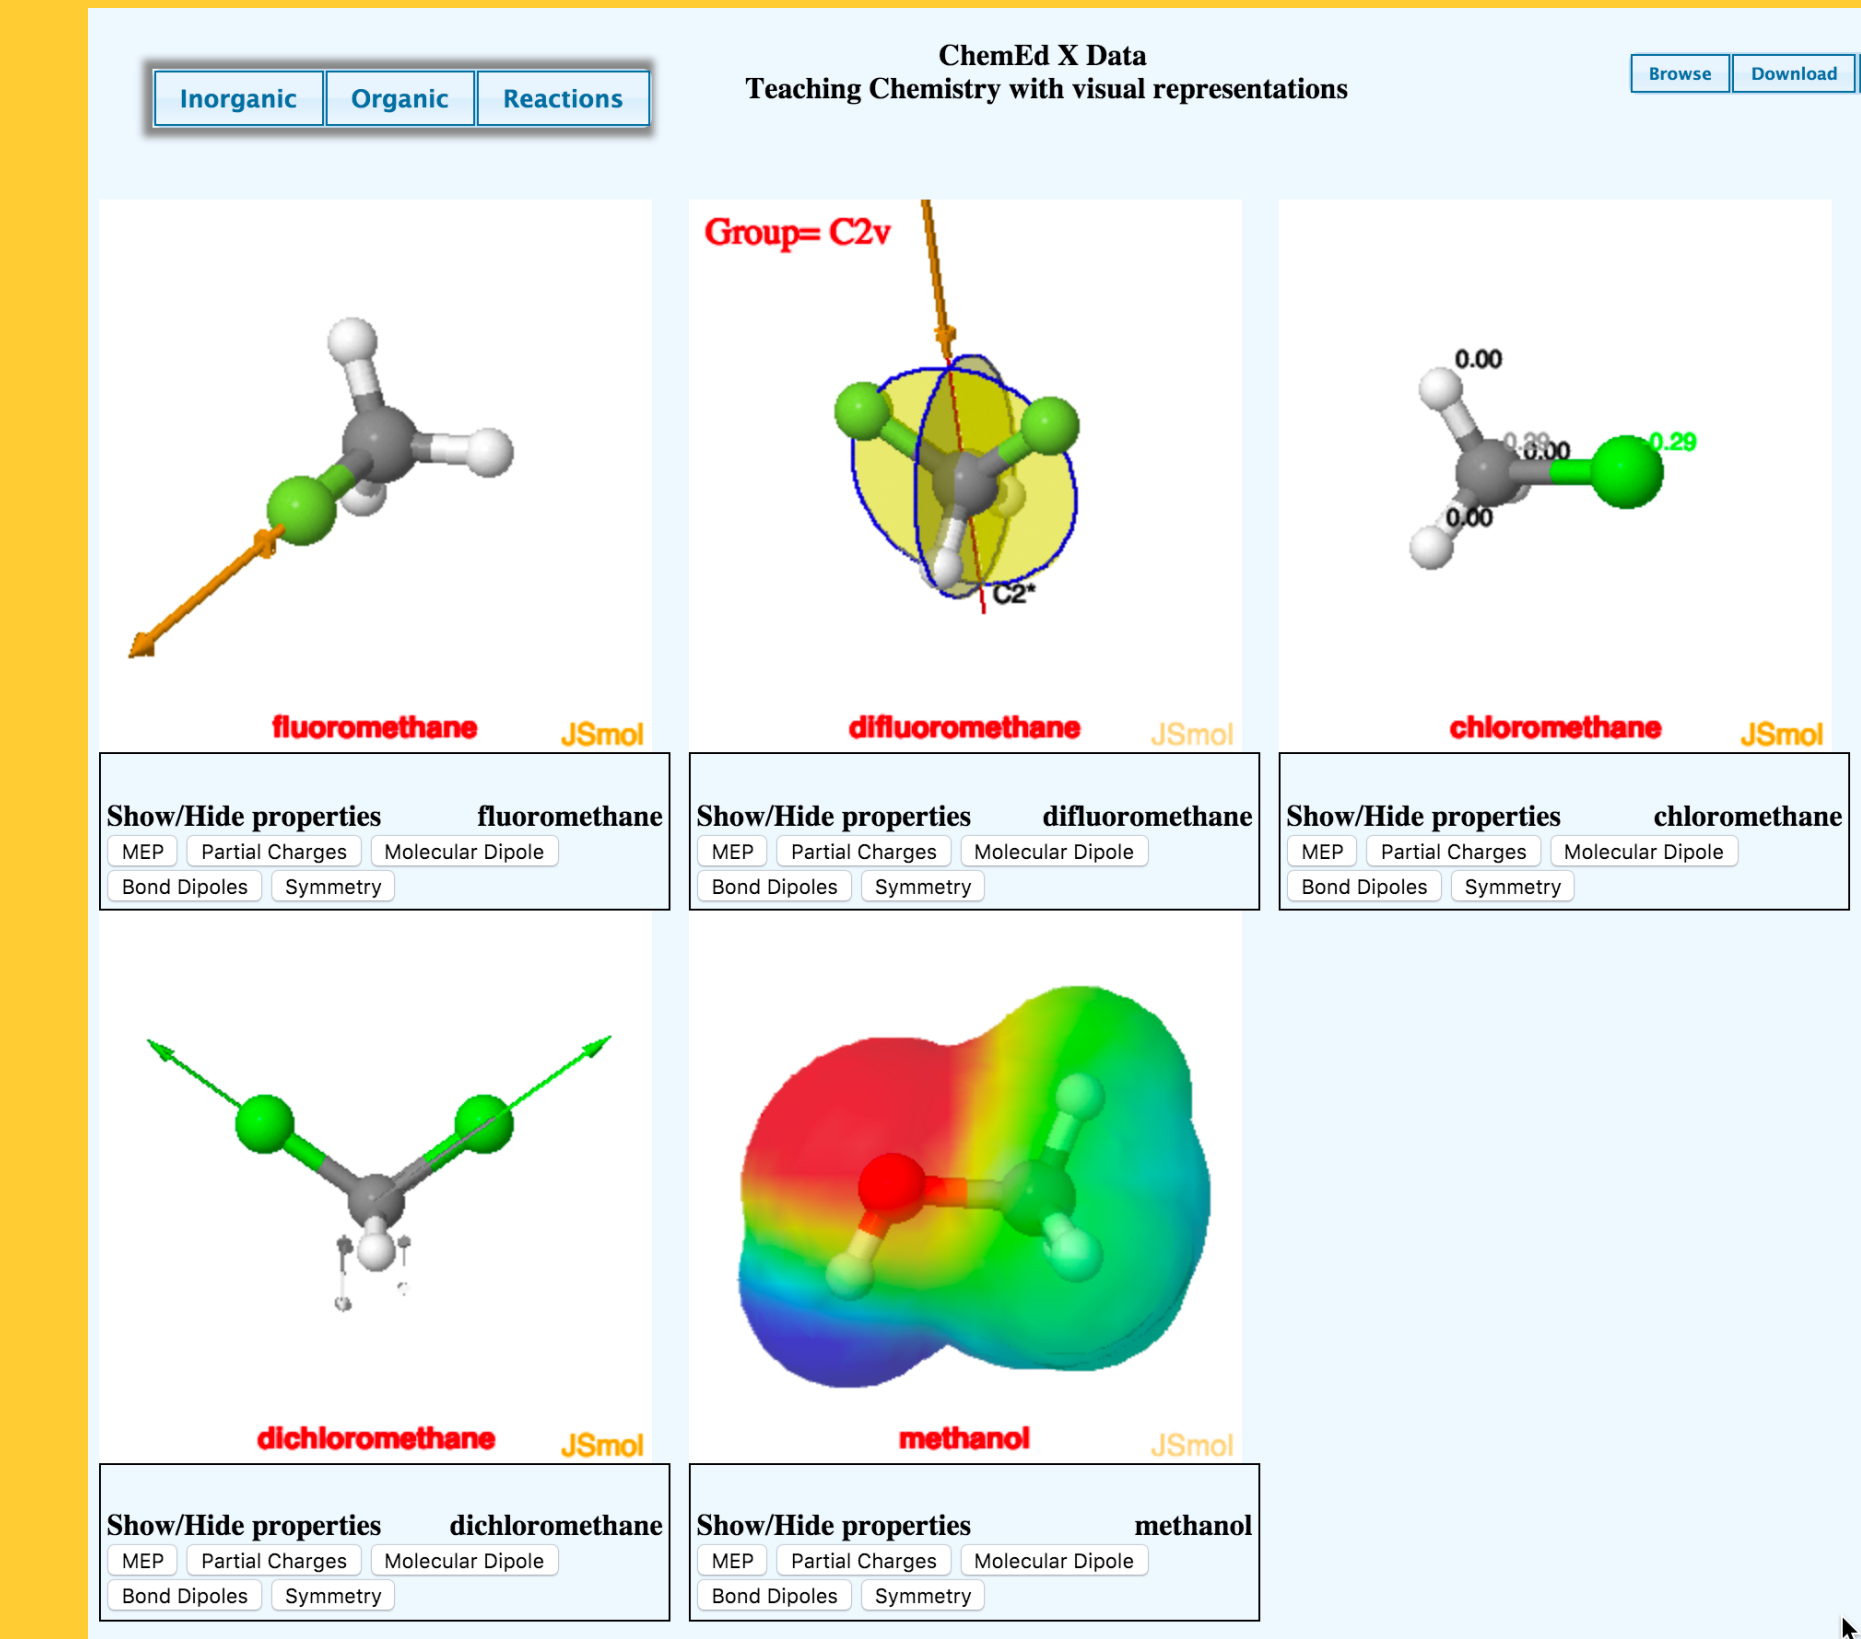 ChemEd X Data
Teaching Chemistry with visual representations
Inorganic Organic Reactions
Browse Download
Group= C2v
C2*
0.00
0.29 0.00 0.29
0.00
fluoromethane JSmol
difluoromethane JSmol
chloromethane JSmol
Show/Hide properties fluoromethane
MEP Partial Charges Molecular Dipole
Bond Dipoles Symmetry
Show/Hide properties difluoromethane
MEP Partial Charges Molecular Dipole
Bond Dipoles Symmetry
Show/Hide properties chloromethane
MEP Partial Charges Molecular Dipole
Bond Dipoles Symmetry
dichloromethane JSmol
methanol JSmol
Show/Hide properties dichloromethane
MEP Partial Charges Molecular Dipole
Bond Dipoles Symmetry
Show/Hide properties methanol
MEP Partial Charges Molecular Dipole
Bond Dipoles Symmetry